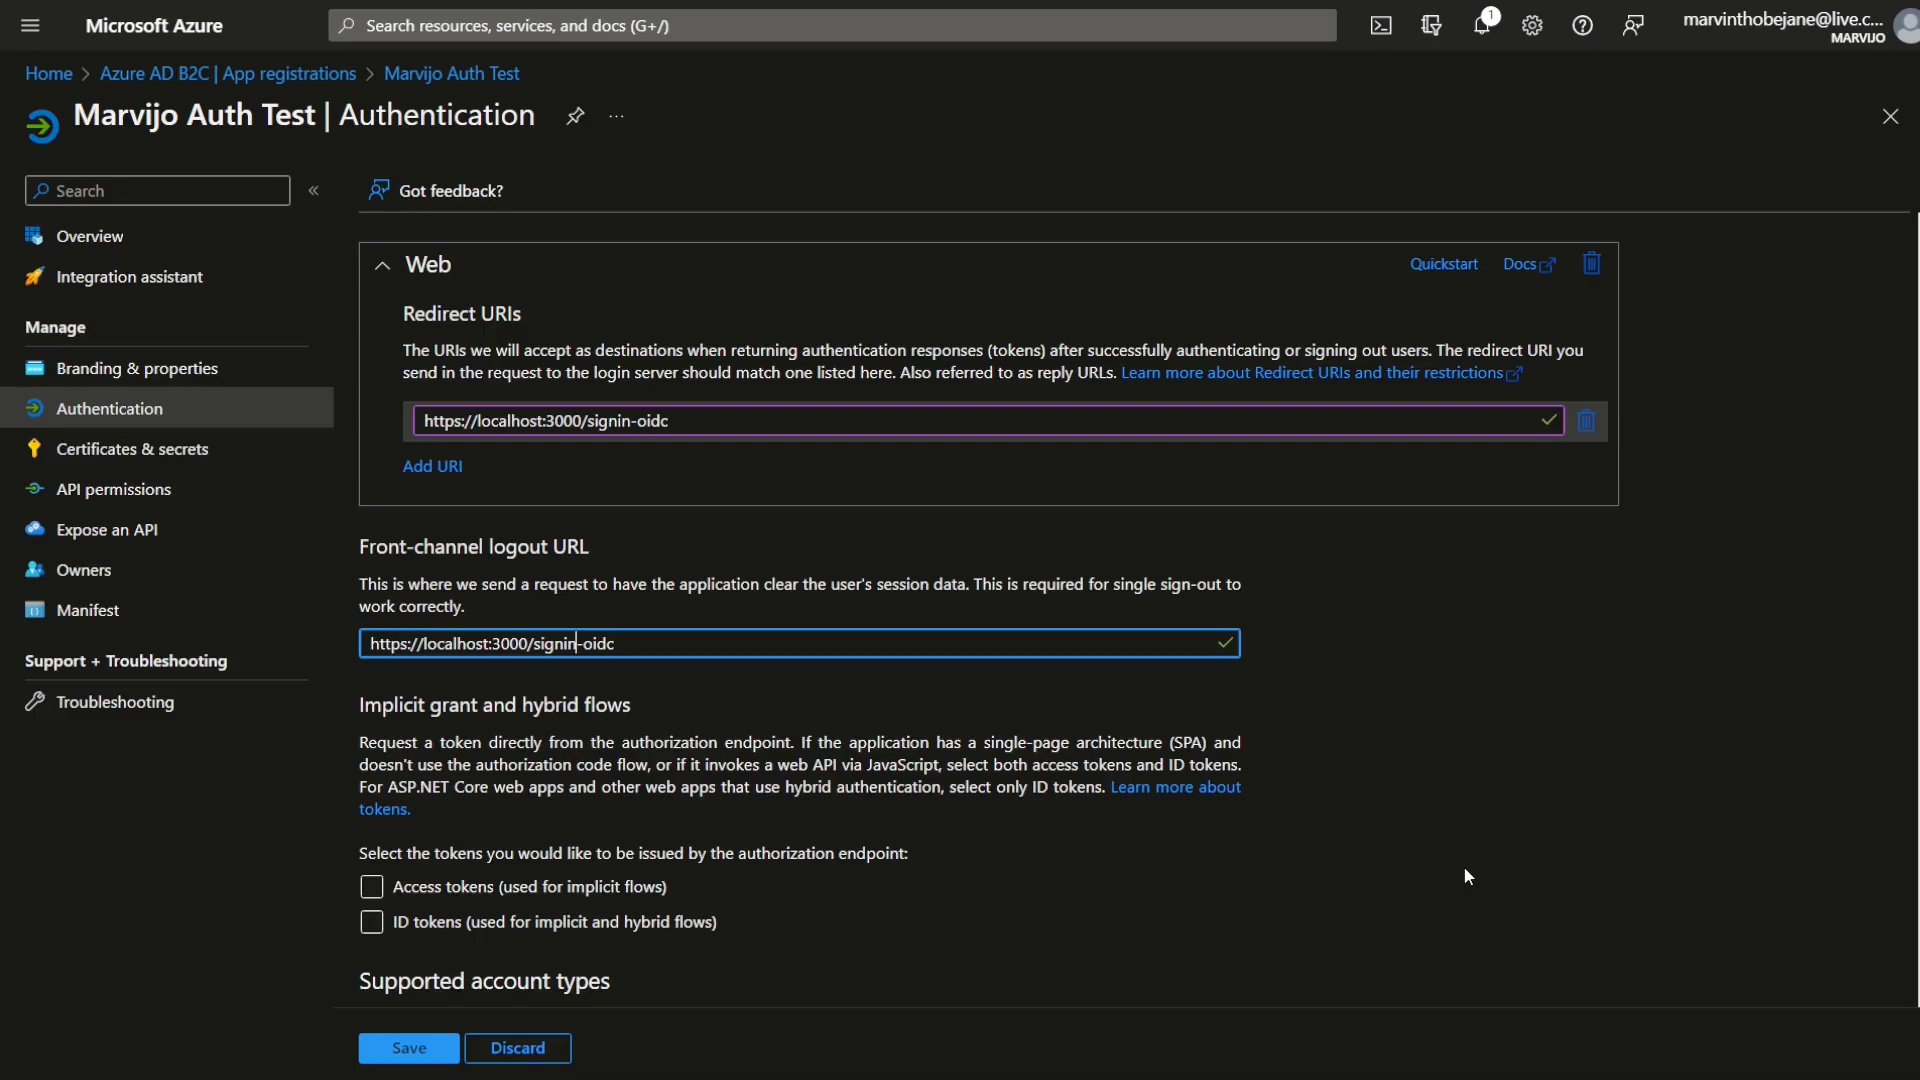 Microsoft Azure
Search resources, services, and docs (G+/)
1
marvinthobejane@live.c...
MARVIJO
Home > Azure AD B2C | App registrations > Marvijo Auth Test
Marvijo Auth Test | Authentication
...
Search
«
Got feedback?
Overview
Integration assistant
Manage
Branding & properties
Authentication
Certificates & secrets
API permissions
Expose an API
Owners
Manifest
Support + Troubleshooting
Troubleshooting
Web
Quickstart
Docs
Redirect URIs
The URIs we will accept as destinations when returning authentication responses (tokens) after successfully authenticating or signing out users. The redirect URI you
send in the request to the login server should match one listed here. Also referred to as reply URLs. Learn more about Redirect URIs and their restrictions
https://localhost:3000/signin-oidc
Add URI
Front-channel logout URL
This is where we send a request to have the application clear the user's session data. This is required for single sign-out to
work correctly.
https://localhost:3000/signin-oidc
Implicit grant and hybrid flows
Request a token directly from the authorization endpoint. If the application has a single-page architecture (SPA) and
doesn't use the authorization code flow, or if it invokes a web API via JavaScript, select both access tokens and ID tokens.
For ASP.NET Core web apps and other web apps that use hybrid authentication, select only ID tokens. Learn more about
tokens.
Select the tokens you would like to be issued by the authorization endpoint:
Access tokens (used for implicit flows)
ID tokens (used for implicit and hybrid flows)
Supported account types
Save
Discard